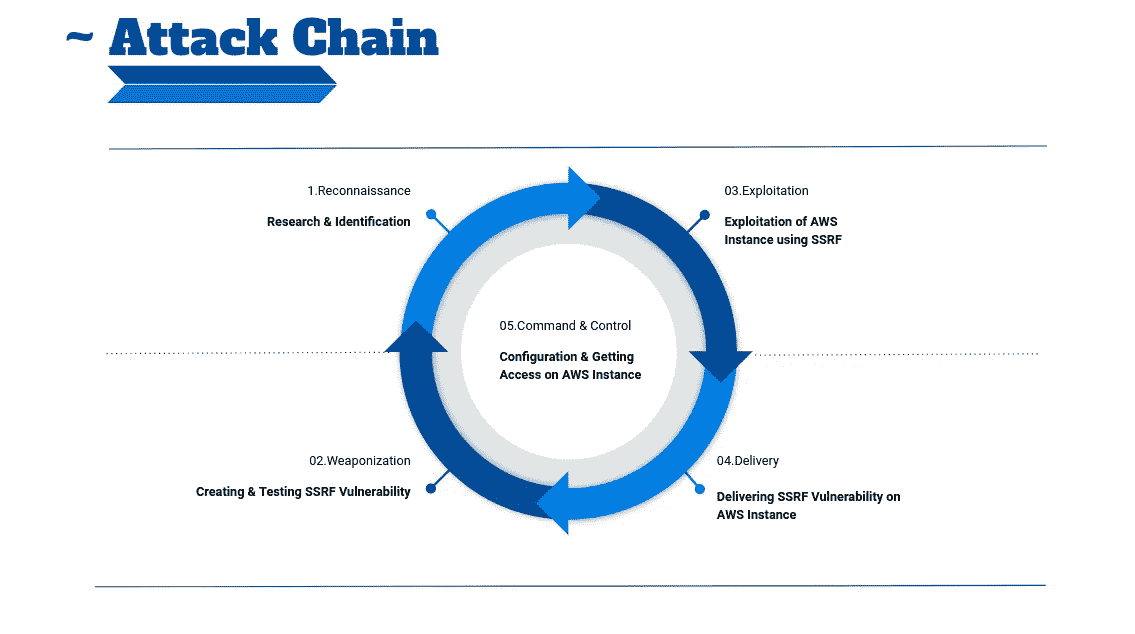 ~ Attack Chain
1.Reconnaissance
Research & Identification
03.Exploitation
Exploitation of AWS
Instance using SSRF
05.Command & Control
Configuration & Getting
Access on AWS Instance
02.Weaponization
Creating & Testing SSRF Vulnerability
04.Delivery
Delivering SSRF Vulnerability on
AWS Instance